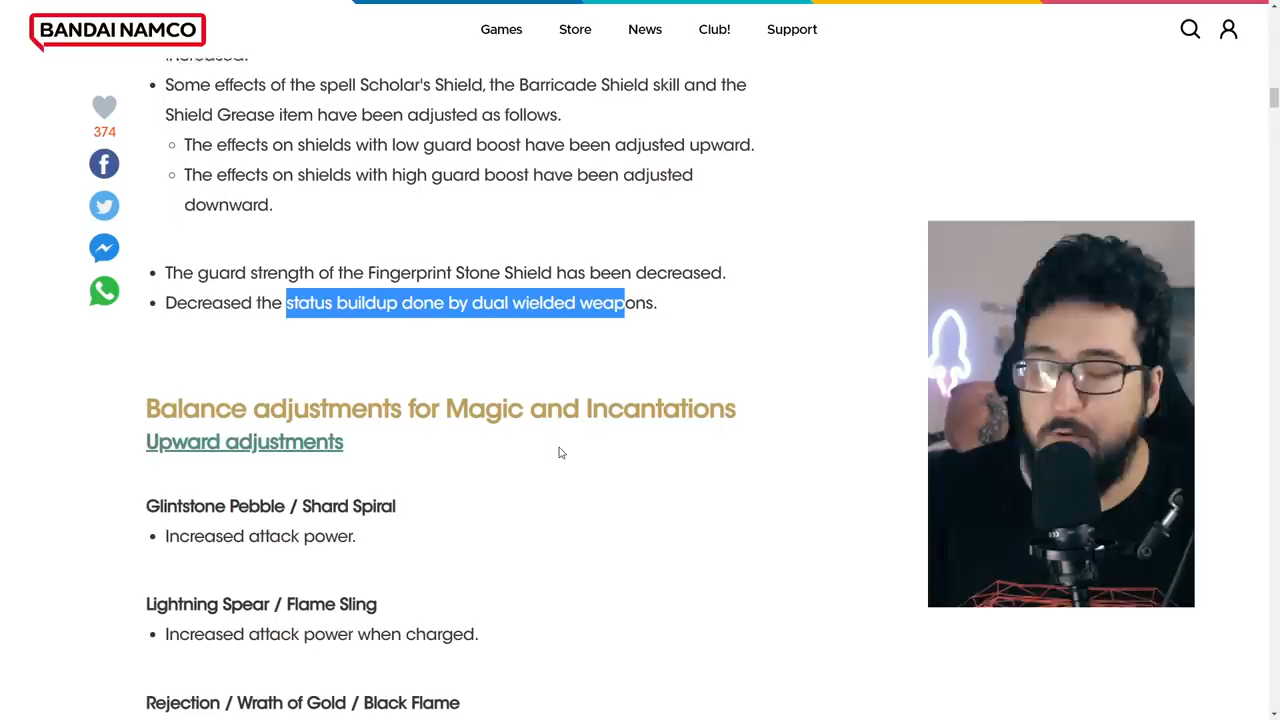 BANDAI NAMCO
Games
Store
News
Club!
Support
increased.
• Some effects of the spell Scholar's Shield, the Barricade Shield skill and the
Shield Grease item have been adjusted as follows.
○ The effects on shields with low guard boost have been adjusted upward.
○ The effects on shields with high guard boost have been adjusted
downward.
374
• The guard strength of the Fingerprint Stone Shield has been decreased.
• Decreased the status buildup done by dual wielded weapons.
Balance adjustments for Magic and Incantations
Upward adjustments
Glintstone Pebble / Shard Spiral
• Increased attack power.
Lightning Spear / Flame Sling
• Increased attack power when charged.
Rejection / Wrath of Gold / Black Flame